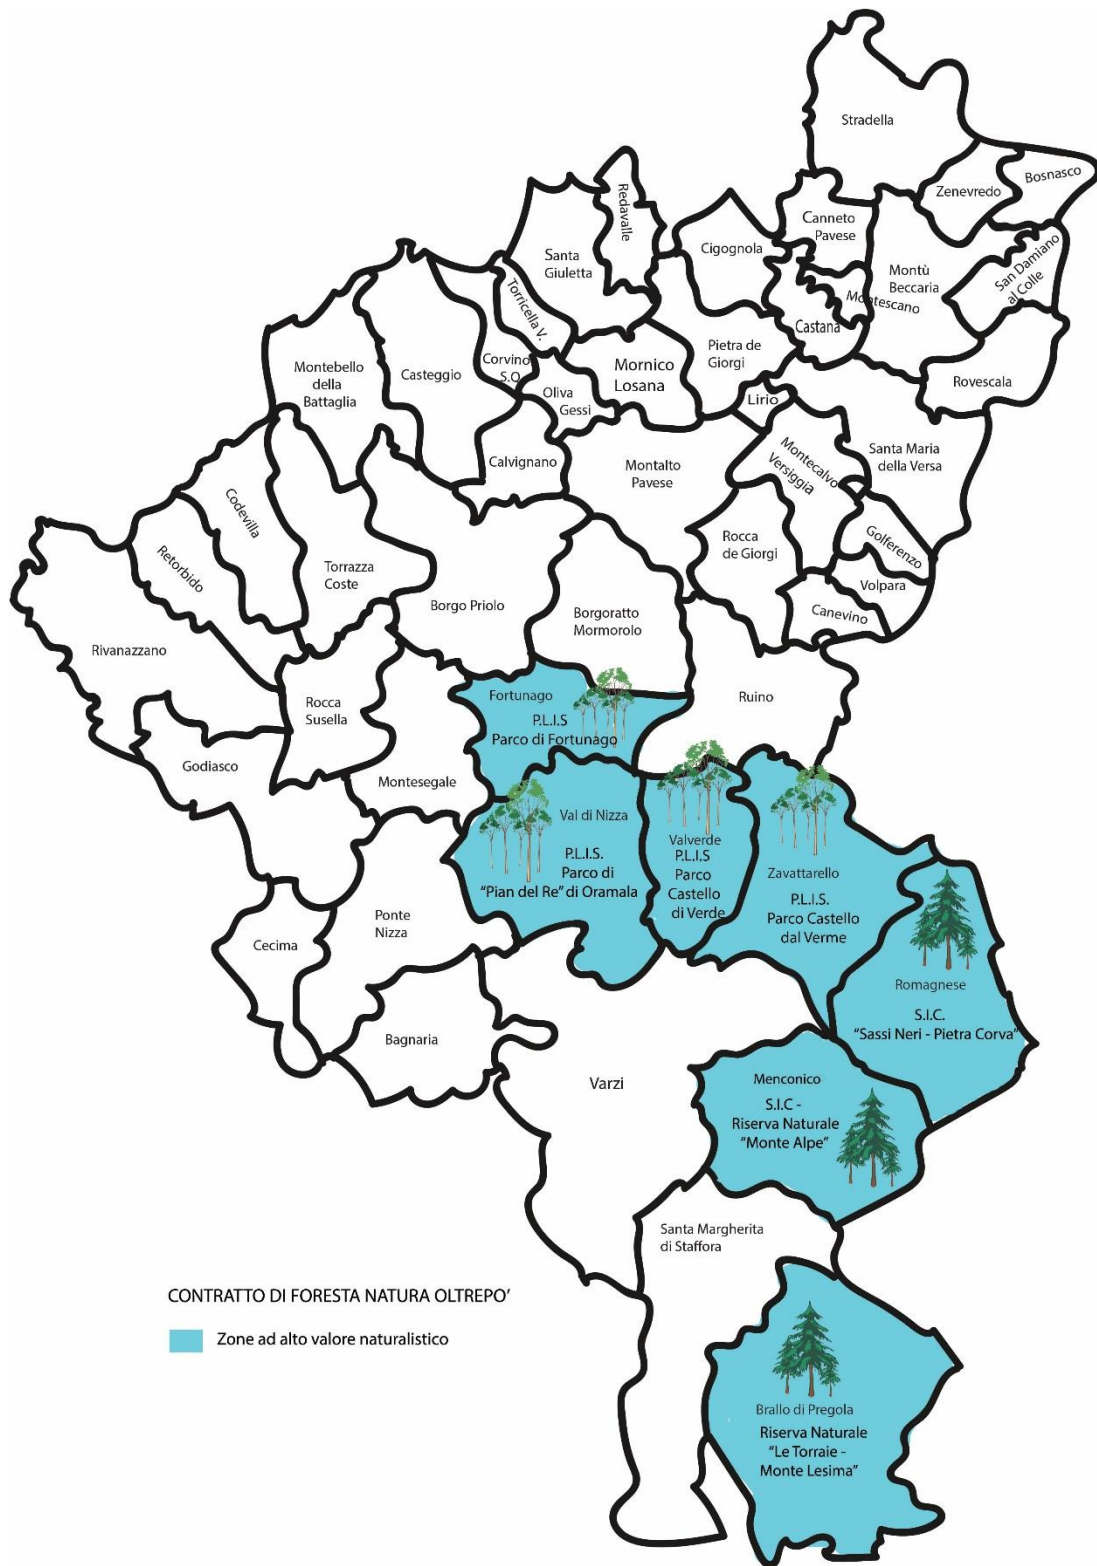 Stradella
Bosnasco
Zenevredo
Redavalle
Canneto
Pavese
Cigognola
Santa
Giuletta
San Damiano
al Colle
Montù
Beccaria
Montescano
Torricella V.
Castana
Pietra de
Giorgi
Corvino
S.Q.
Mornico
Losana
Montebello
della
Battaglia
Casteggio
Rovescala
Oliva
Gessi
Lirio
Santa Maria
della Versa
Calvignano
Montalto
Pavese
Montecalvo
Versiggia
Codevilla
Golferenzo
Rocca
de Giorgi
Retorbido
Torrazza
Coste
Volpara
Borgo Priolo
Borgoratto
Mormorolo
Canevino
Rivanazzano
Rocca
Susella
Fortunago
P.L.I.S
Parco di Fortunago
Ruino
Godiasco
Montesegale
Val di Nizza
P.L.I.S.
Parco di
"Pian del Re" di Oramala
Valverde
P.L.I.S
Parco
Castello
di Verde
Zavattarello
P.L.I.S.
Parco Castello
dal Verme
Ponte
Nizza
Cecima
Romagnese
S.I.C.
"Sassi Neri - Pietra Corva"
Bagnaria
Varzi
Menconico
S.I.C -
Riserva Naturale
"Monte Alpe"
Santa Margherita
di Staffora
CONTRATTO DI FORESTA NATURA OLTREPO'
Zone ad alto valore naturalistico
Brallo di Pregola
Riserva Naturale
"Le Torraie -
Monte Lesima"